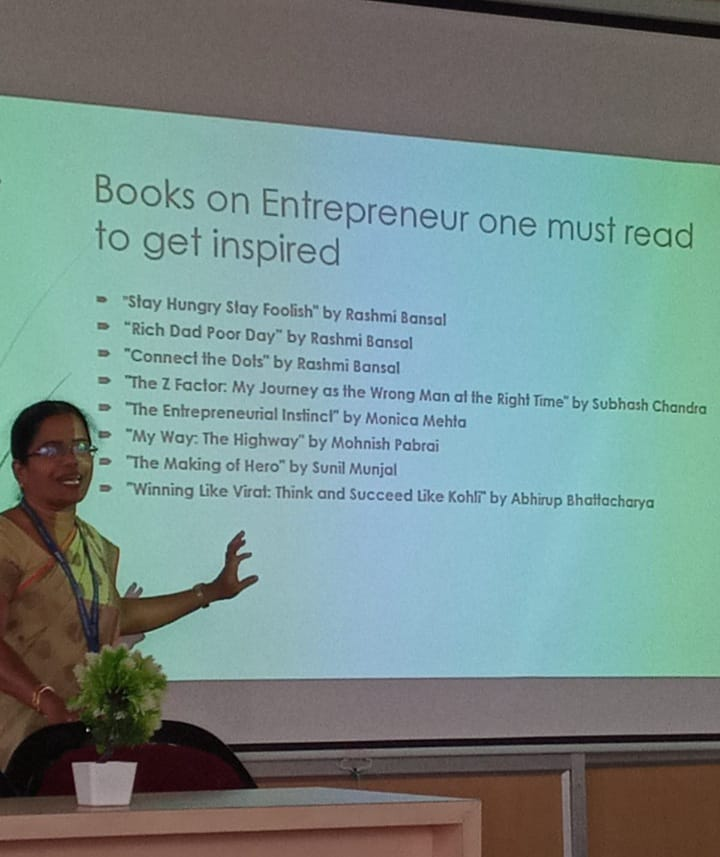 Books on Entrepreneur one must read
to get inspired
"Stay Hungry Stay Foolish" by Rashmi Bansal
"Rich Dad Poor Day" by Rashmi Bansal
"Connect the Dots" by Rashmi Bansal
"The Z Factor: My Journey as the Wrong Man at the Right Time" by Subhash Chandra
"The Entrepreneurial Instinct" by Monica Mehta
"My Way: The Highway" by Mohnish Pabrai
"The Making of Hero" by Sunil Munjal
"Winning Like Virat: Think and Succeed Like Kohli" by Abhirup Bhattacharya